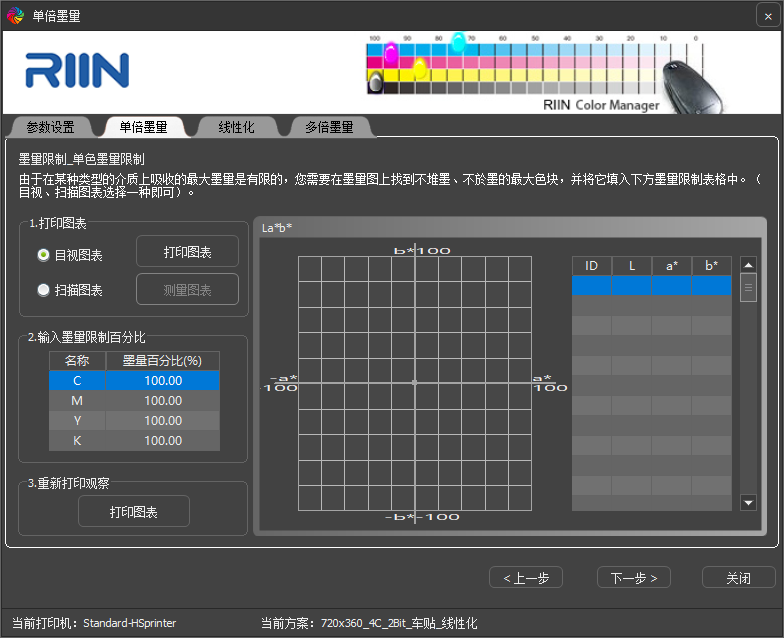 单倍墨量
RIIN
100 90 80 70 60 50 40 30 20 10 0
RIIN Color Manager
参数设置 单倍墨量 线性化 多倍墨量
墨量限制_单色墨量限制
由于在某种类型的介质上吸收的最大墨量是有限的，您需要在墨量图上找到不堆墨、不於墨的最大色块，并将它填入下方墨量限制表格中。（
目视、扫描图表选择一种即可）。
1.打印图表
目视图表 打印图表
扫描图表 测量图表
2.输入墨量限制百分比
名称 墨量百分比(%)
C 100.00
M 100.00
Y 100.00
K 100.00
3.重新打印观察
打印图表
La*b*
b*100
-a*
100
a*
100
-b*-100
ID L a* b*
< 上一步 下一步 > 关闭
当前打印机：Standard-HSprinter 当前方案：720x360_4C_2Bit_车贴_线性化